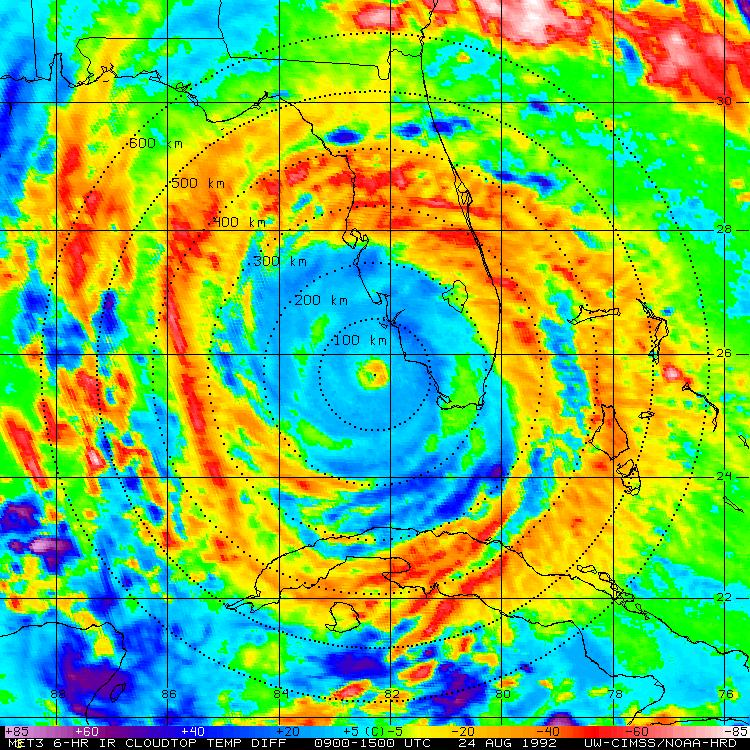 30
600 km
500 km
28
400 km
300 km
200 km
100 km
26
24
22
88 86 84 82 80 78 76
+85 +60 +40 +20 +5 (C) -5 -20 -40 -60 -85
MET3 6-HR IR CLOUDTOP TEMP DIFF 0900-1500 UTC 24 AUG 1992 UW-CIMSS NOAA/HRD